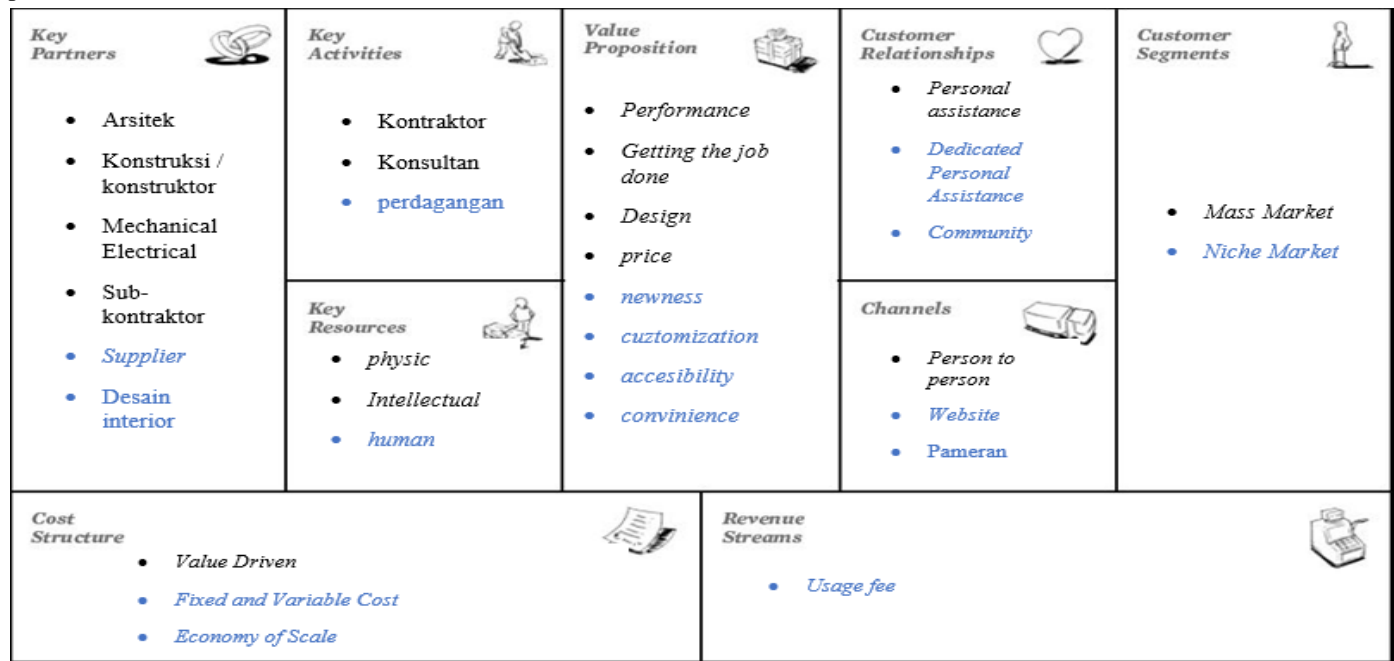 Key
Partners
• Arsitek
• Konstruksi /
konstruktor
• Mechanical
Electrical
• Sub-
kontraktor
• Supplier
• Desain
interior
Key
Activities
• Kontraktor
• Konsultan
• perdagangan
Key
Resources
• physic
• Intellectual
• human
Value
Proposition
• Performance
• Getting the job
done
• Design
• price
• newness
• cuztomization
• accesibility
• convinience
Customer
Relationships
• Personal
assistance
• Dedicated
Personal
Assistance
• Community
Channels
• Person to
person
• Website
• Pameran
Customer
Segments
• Mass Market
• Niche Market
Cost
Structure
• Value Driven
• Fixed and Variable Cost
• Economy of Scale
Revenue
Streams
• Usage fee